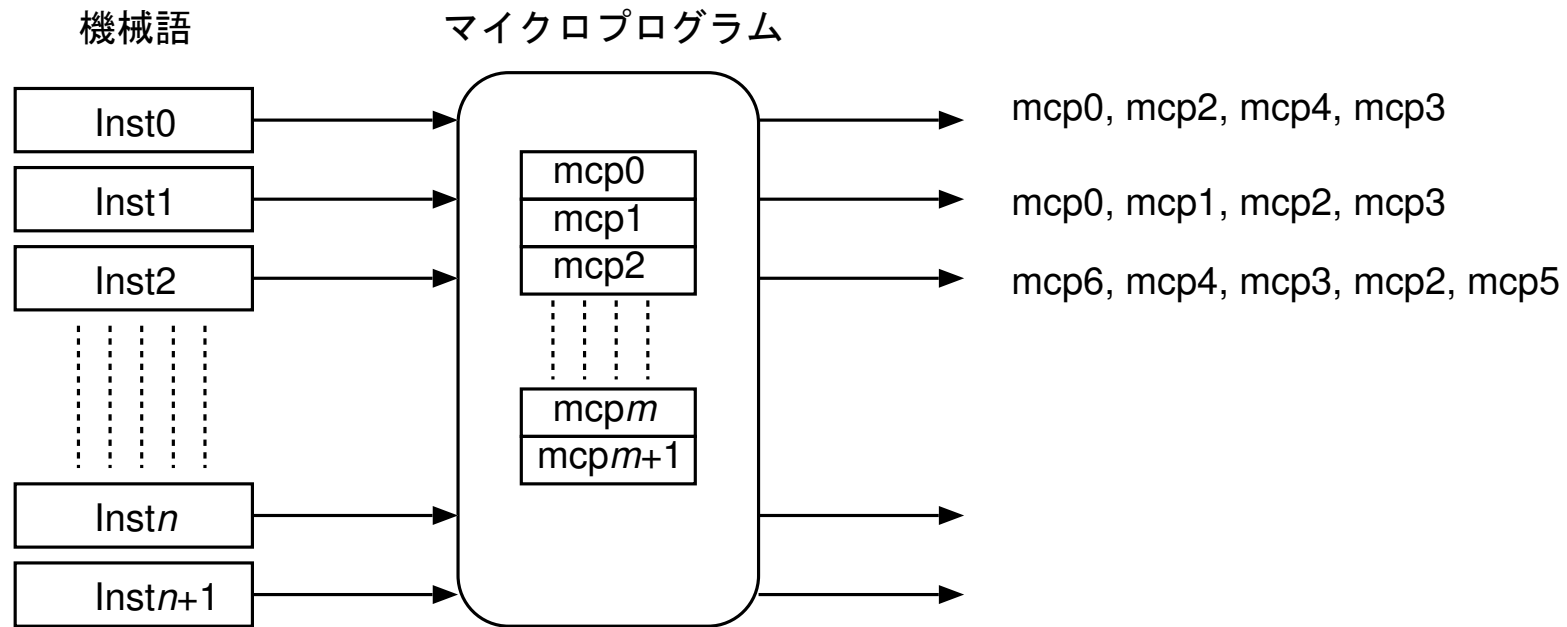 機械語
マイクロプログラム
Inst0
mcp0, mcp2, mcp4, mcp3
mcp0
Inst1
mcp1
mcp0, mcp1, mcp2, mcp3
Inst2
mcp2
mcp6, mcp4, mcp3, mcp2, mcp5
mcpm
mcpm+1
Instn
Instn+1